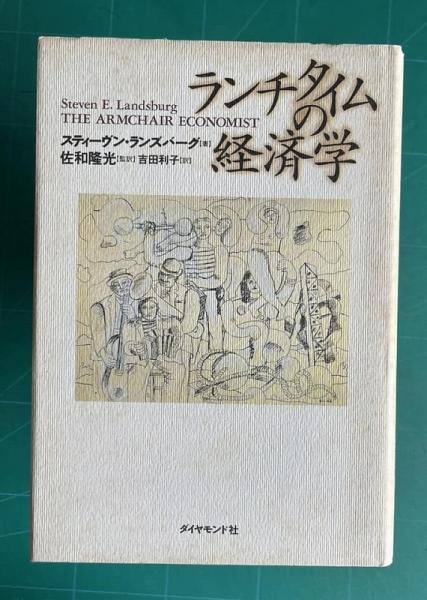 ランチタイム
の
経済学
Steven E. Landsburg
THE ARMCHAIR ECONOMIST
スティーヴン・ランズバーグ[著]
佐和隆光[監訳]吉田利子[訳]
ダイヤモンド社